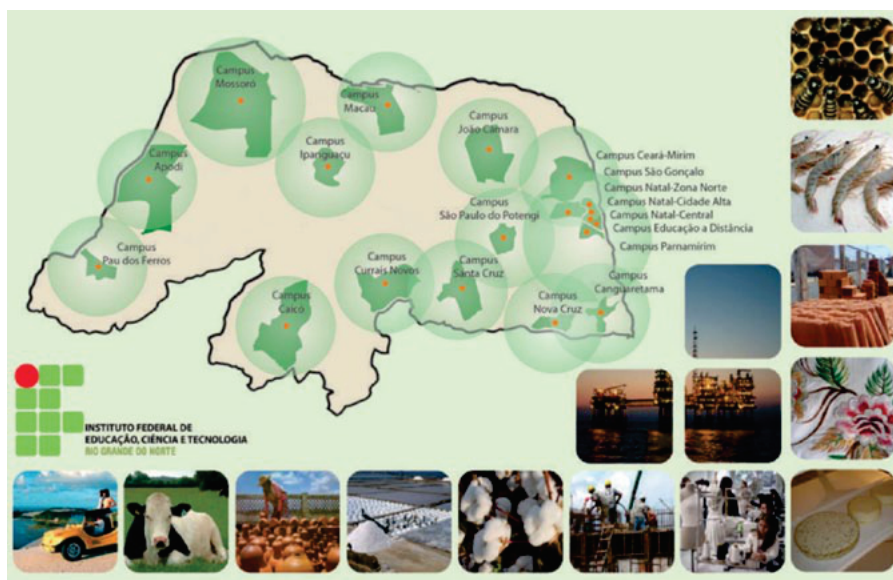 Campus
Mossoró
Campus
Macau
Campus
João Câmara
Campus
Ipanguaçu
Campus
Apodi
Campus Ceará-Mirim
Campus São Gonçalo
Campus Natal-Zona Norte
Campus Natal-Cidade Alta
Campus Natal-Central
Campus Educação a Distância
Campus Parnamirim
Campus
São Paulo do Potengi
Campus
Pau dos Ferros
Campus
Currais Novos
Campus
Santa Cruz
Campus
Canguaretama
Campus
Caicó
Campus
Nova Cruz
INSTITUTO FEDERAL DE
EDUCAÇÃO, CIÊNCIA E TECNOLOGIA
RIO GRANDE DO NORTE